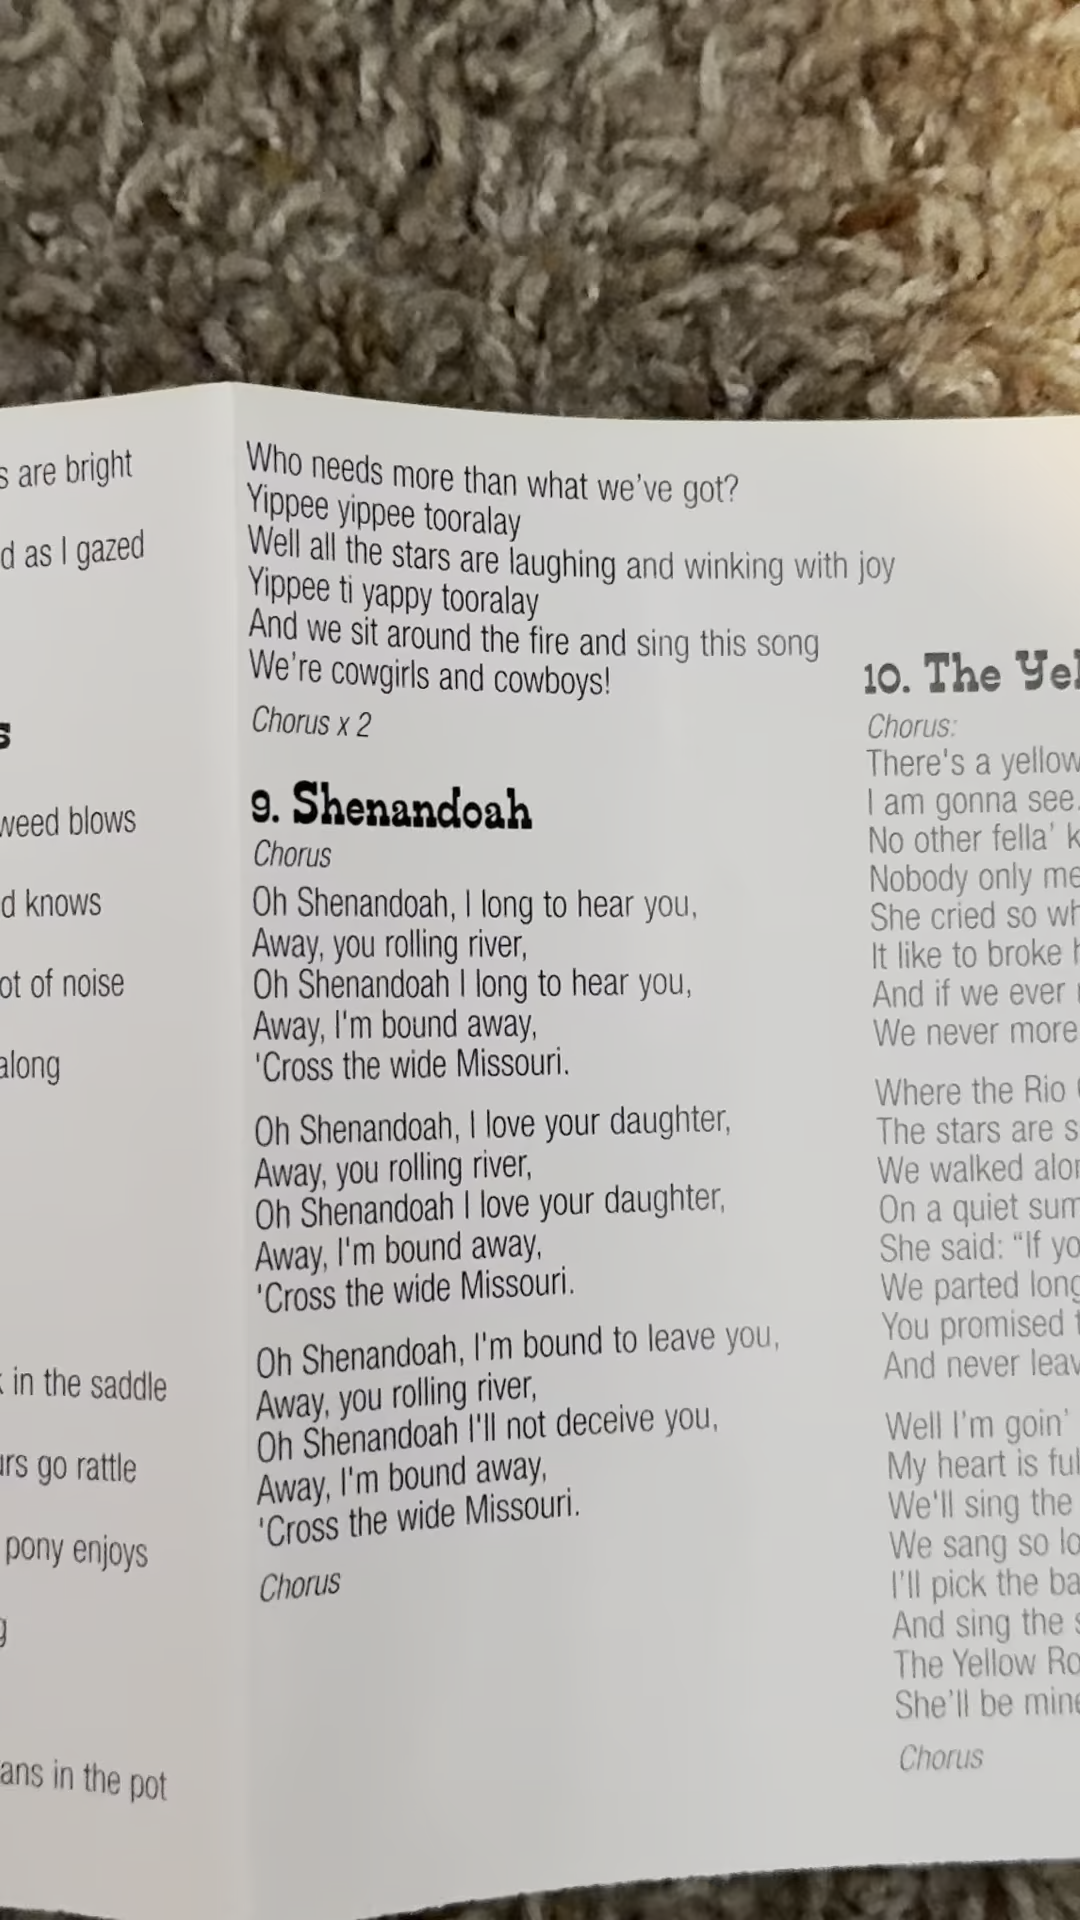 are bright
as I gazed
weed blows
knows
of noise
along
in the saddle
go rattle
pony enjoys
in the pot
Who needs more than what we've got?
Yippee yippee tooralay
Well all the stars are laughing and winking with joy
Yippee ti yappy tooralay
And we sit around the fire and sing this song
We're cowgirls and cowboys!
Chorus x 2
9. Shenandoah
Chorus
Oh Shenandoah, I long to hear you,
Away, you rolling river,
Oh Shenandoah I long to hear you,
Away, I'm bound away,
'Cross the wide Missouri.
Oh Shenandoah, I love your daughter,
Away, you rolling river,
Oh Shenandoah I love your daughter,
Away, I'm bound away,
'Cross the wide Missouri.
Oh Shenandoah, I'm bound to leave you,
Away, you rolling river,
Oh Shenandoah I'll not deceive you,
Away, I'm bound away,
'Cross the wide Missouri.
Chorus
10. The Yel
Chorus:
There's a yellow
I am gonna see
No other fella'
Nobody only me
She cried so
It like to broke
And if we ever
We never more
Where the Rio
The stars are
We walked
On a quiet
She said: "If
We parted long
You promised
And never
Well I'm goin'
My heart is
We'll sing the
We sang so
I'll pick the
And sing the
The Yellow
She'll be mine
Chorus